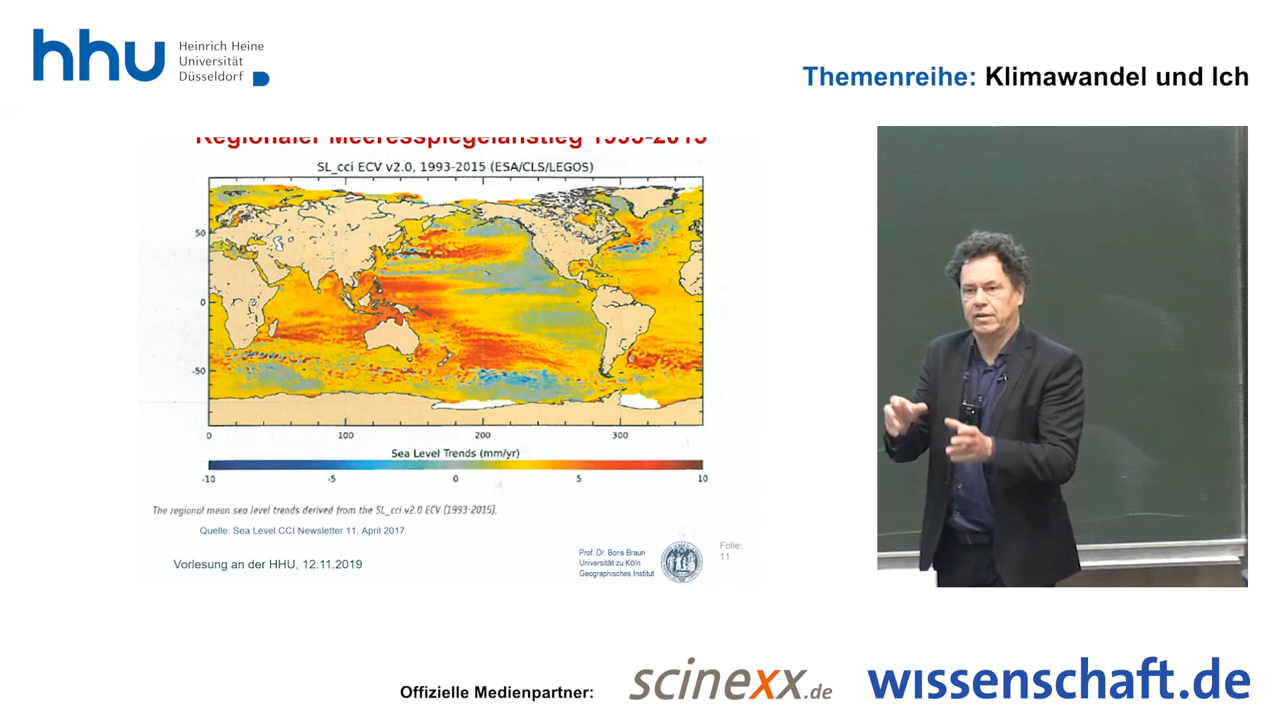 hhu
Heinrich Heine
Universität
Düsseldorf
Themenreihe: Klimawandel und Ich
Regionaler Meeresspiegelanstieg 1993-2015
SL_cci ECV v2.0, 1993-2015 (ESA/CLS/LEGOS)
50
0
-50
0 100 200 300
Sea Level Trends (mm/yr)
-10 -5 0 5 10
The regional mean sea level trends derived from the SL_cci v2.0 ECV (1993-2015).
Quelle: Sea Level CCI Newsletter 11, April 2017
Vorlesung an der HHU, 12.11.2019
Prof. Dr. Boris Braun
Universität zu Köln
Geographisches Institut
Folie:
11
Offizielle Medienpartner:
scinexx.de
wissenschaft.de